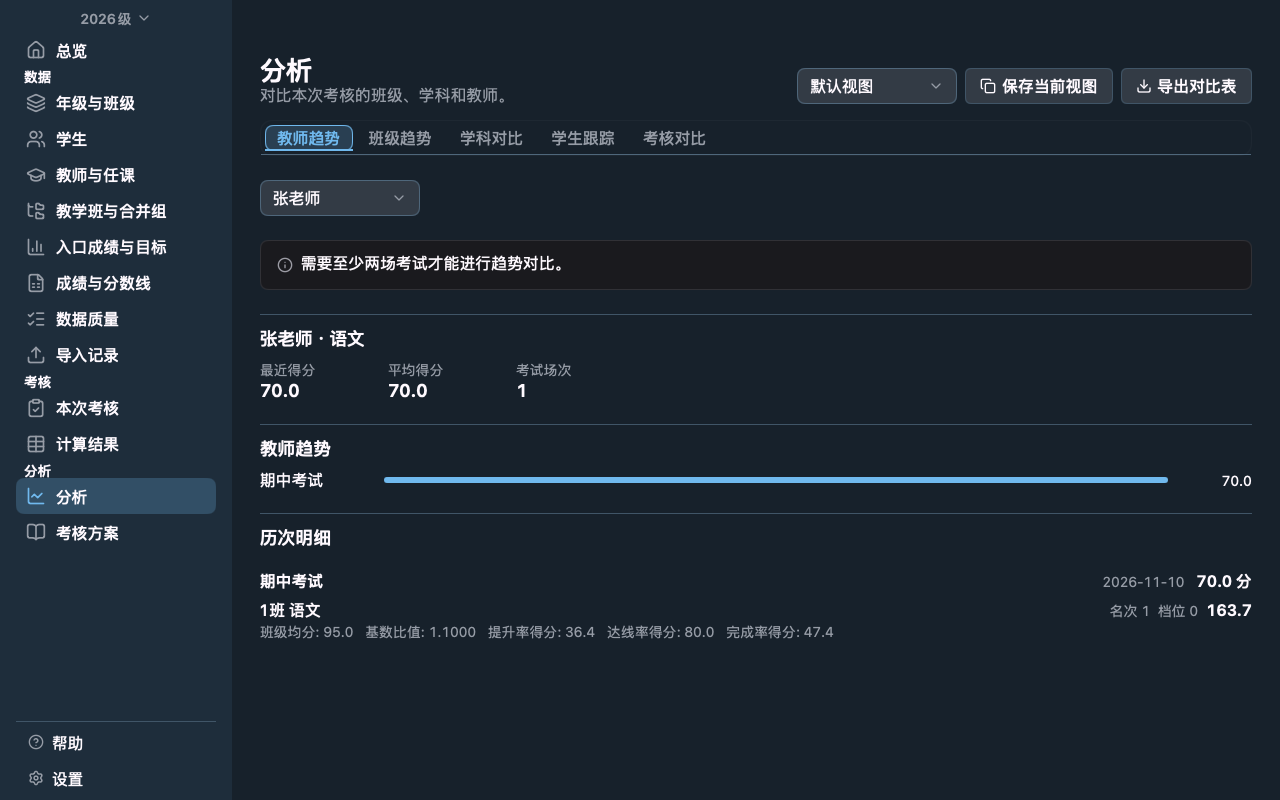 2026级
总览
数据
年级与班级
学生
教师与任课
教学班与合并组
入口成绩与目标
成绩与分数线
数据质量
导入记录
考核
本次考核
计算结果
分析
分析
考核方案
帮助
设置
分析
对比本次考核的班级、学科和教师。
默认视图
保存当前视图
导出对比表
教师趋势 班级趋势 学科对比 学生跟踪 考核对比
张老师
需要至少两场考试才能进行趋势对比。
张老师 · 语文
最近得分 平均得分 考试场次
70.0 70.0 1
教师趋势
期中考试 70.0
历次明细
期中考试 2026-11-10 70.0 分
1班 语文 名次 1 档位 0 163.7
班级均分: 95.0 基数比值: 1.1000 提升率得分: 36.4 达线率得分: 80.0 完成率得分: 47.4